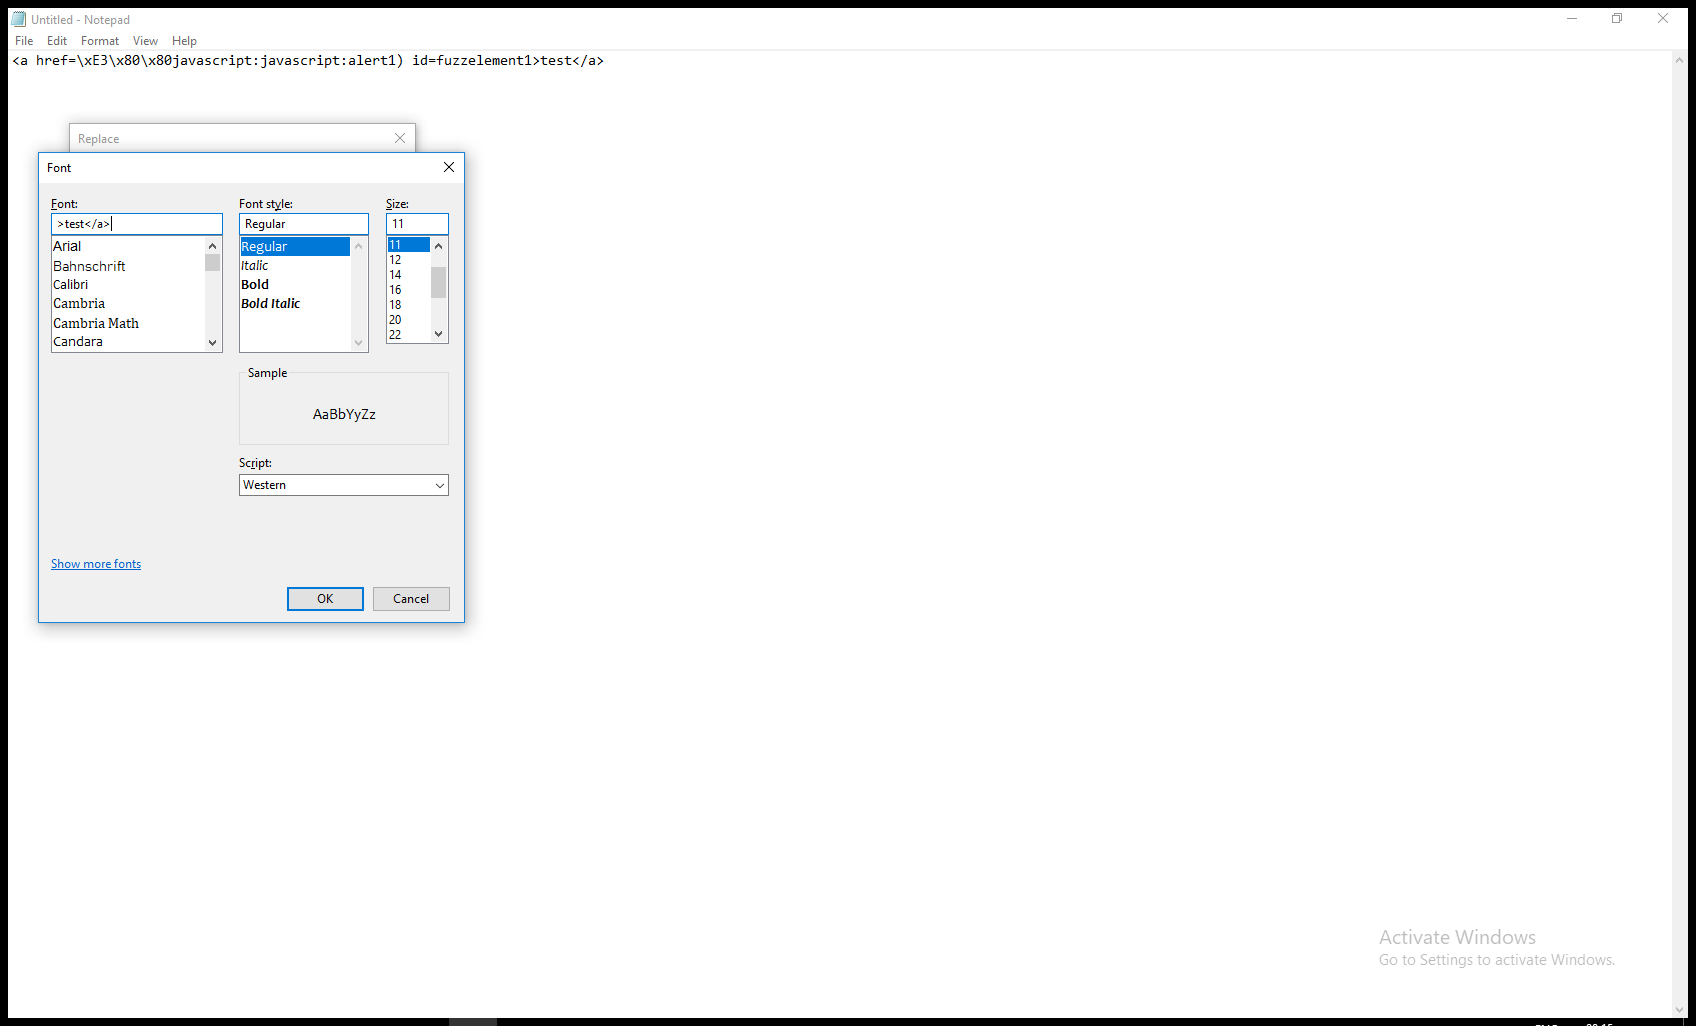 Untitled - Notepad
File Edit Format View Help
<a href=\xE3\x80\x80javascript:javascript:alert1) id=fuzzelement1>test</a>
Replace
Font
Font: Font style: Size:
>test</a> Regular 11
Arial Regular 11
Bahnschrift Italic 12
Calibri Bold 14
Cambria Bold Italic 16
Cambria Math 18
Candara 20
22
Sample
AaBbYyZz
Script:
Western
Show more fonts
OK Cancel
Activate Windows
Go to Settings to activate Windows.